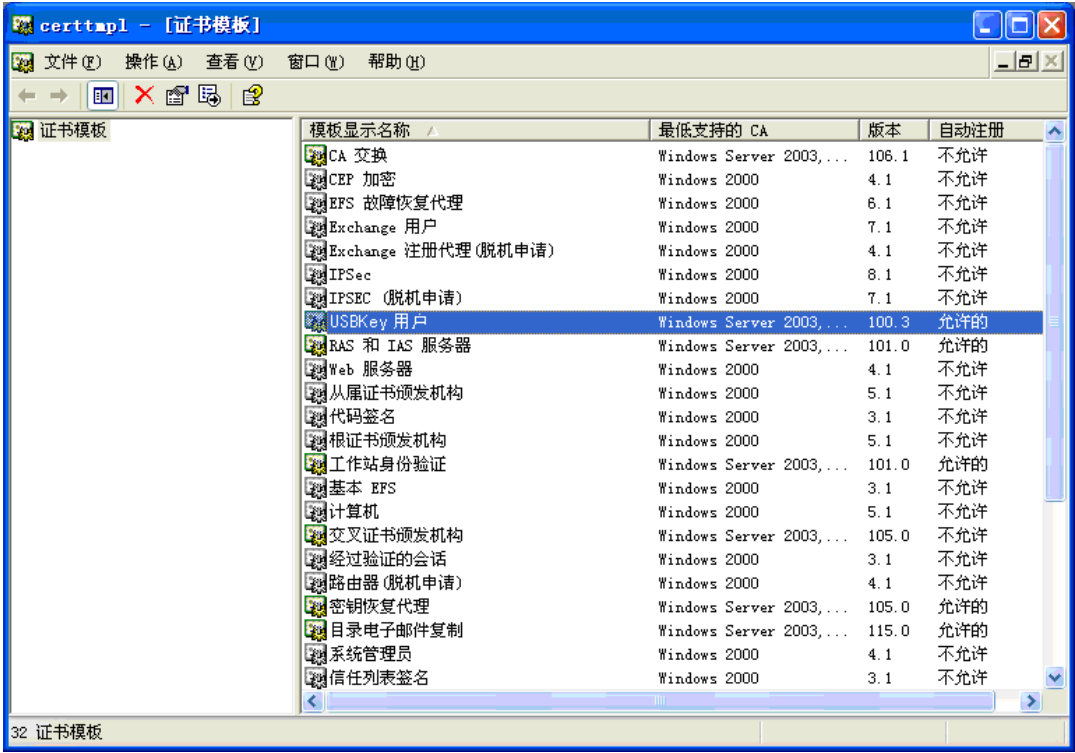 certtmpl - [证书模板]
文件(F) 操作(A) 查看(V) 窗口(W) 帮助(H)
证书模板
模板显示名称 最低支持的 CA 版本 自动注册
CA 交换 Windows Server 2003,... 106.1 不允许
CEP 加密 Windows 2000 4.1 不允许
EFS 故障恢复代理 Windows 2000 6.1 不允许
Exchange 用户 Windows 2000 7.1 不允许
Exchange 注册代理(脱机申请) Windows 2000 4.1 不允许
IPSec Windows 2000 8.1 不允许
IPSEC (脱机申请) Windows 2000 7.1 不允许
USBKey 用户 Windows Server 2003,... 100.3 允许的
RAS 和 IAS 服务器 Windows Server 2003,... 101.0 允许的
Web 服务器 Windows 2000 4.1 不允许
从属证书颁发机构 Windows 2000 5.1 不允许
代码签名 Windows 2000 3.1 不允许
根证书颁发机构 Windows 2000 5.1 不允许
工作站身份验证 Windows Server 2003,... 101.0 允许的
基本 EFS Windows 2000 3.1 不允许
计算机 Windows 2000 5.1 不允许
交叉证书颁发机构 Windows Server 2003,... 105.0 不允许
经过验证的会话 Windows 2000 3.1 不允许
路由器(脱机申请) Windows 2000 4.1 不允许
密钥恢复代理 Windows Server 2003,... 105.0 允许的
目录电子邮件复制 Windows Server 2003,... 115.0 允许的
系统管理员 Windows 2000 4.1 不允许
信任列表签名 Windows 2000 3.1 不允许
32 证书模板